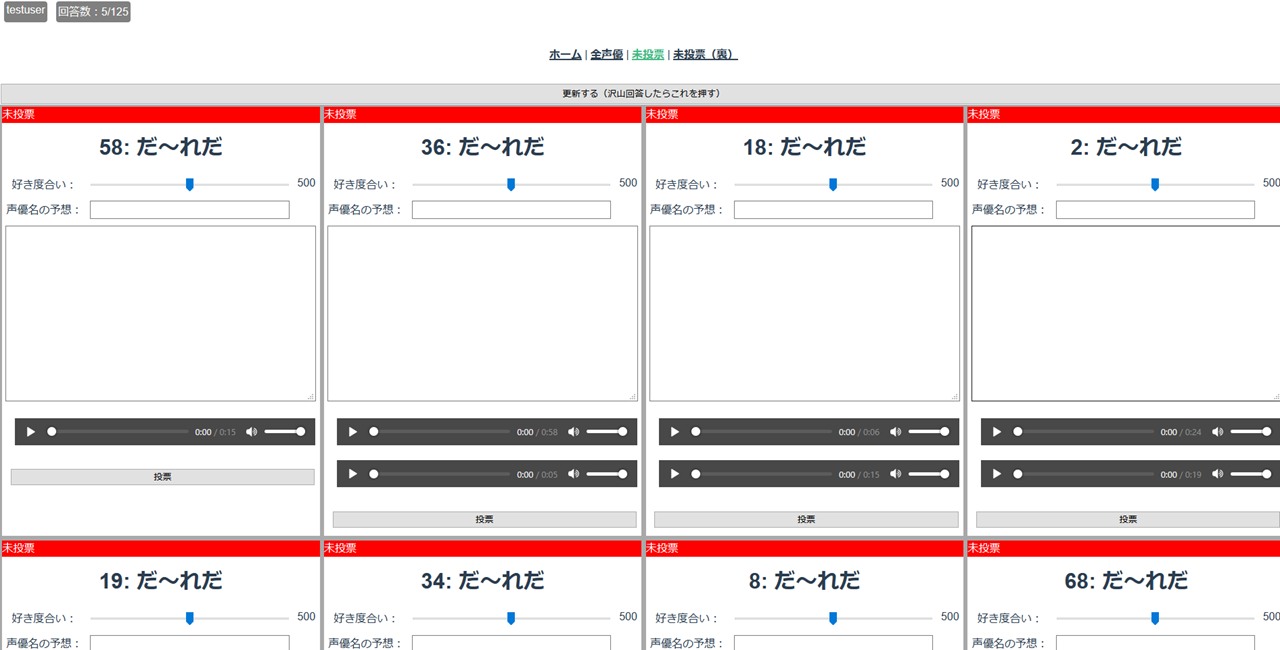 testuser 回答数：5/125
ホーム | 全声優 | 未投票 | 未投票（裏）
更新する（沢山回答したらこれを押す）
未投票 未投票 未投票 未投票
58: だ〜れだ 36: だ〜れだ 18: だ〜れだ 2: だ〜れだ
好き度合い： 500 好き度合い： 500 好き度合い： 500 好き度合い： 500
声優名の予想： 声優名の予想： 声優名の予想： 声優名の予想：
0:00 / 0:15 0:00 / 0:58 0:00 / 0:06 0:00 / 0:24
0:00 / 0:05 0:00 / 0:15 0:00 / 0:19
投票
投票 投票 投票
未投票 未投票 未投票 未投票
19: だ〜れだ 34: だ〜れだ 8: だ〜れだ 68: だ〜れだ
好き度合い： 500 好き度合い： 500 好き度合い： 500 好き度合い： 500
声優名の予想： 声優名の予想： 声優名の予想： 声優名の予想：